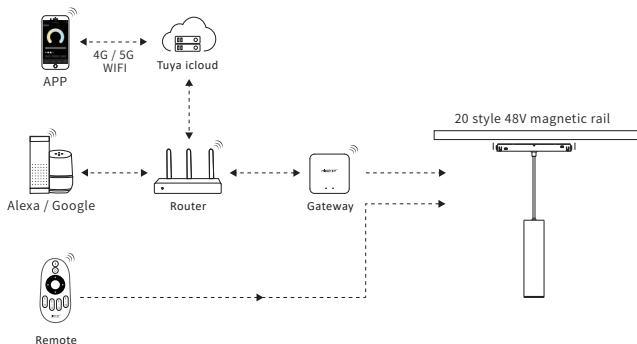 4G / 5G
WIFI
APP
Tuya icloud
20 style 48V magnetic rail
Alexa / Google
Router
Gateway
Remote